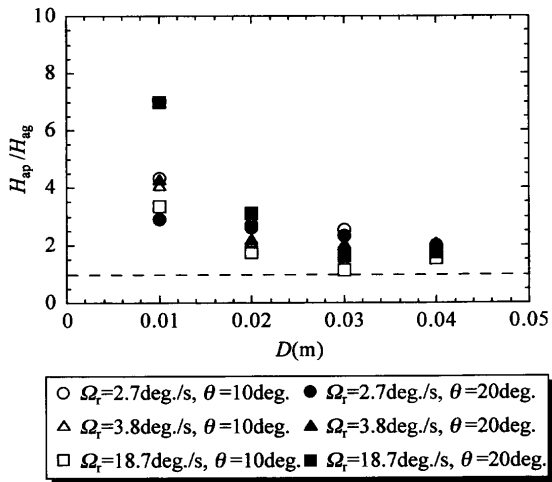 10
8
6
4
2
0
H_ap/H_ag
0 0.01 0.02 0.03 0.04 0.05
D(m)
○ Ω_r=2.7deg./s, θ=10deg. ● Ω_r=2.7deg./s, θ=20deg.
△ Ω_r=3.8deg./s, θ=10deg. ▲ Ω_r=3.8deg./s, θ=20deg.
□ Ω_r=18.7deg./s, θ=10deg. ■ Ω_r=18.7deg./s, θ=20deg.